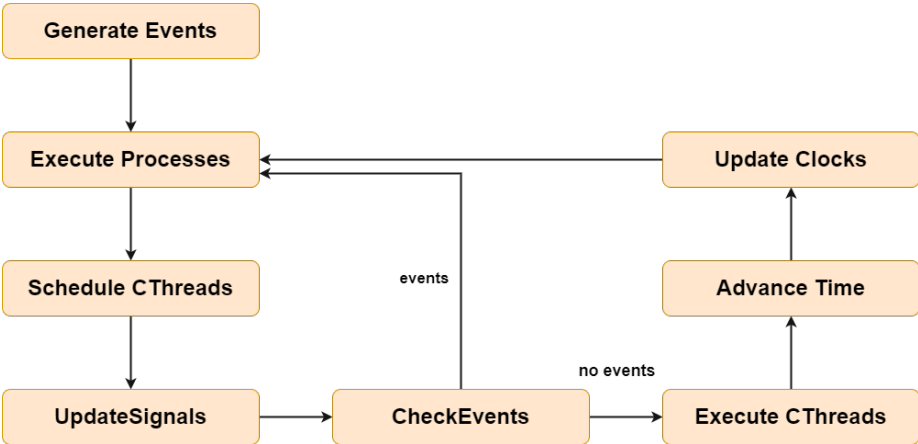 Generate Events
Execute Processes
Update Clocks
Schedule CThreads
events
Advance Time
no events
UpdateSignals
CheckEvents
Execute CThreads